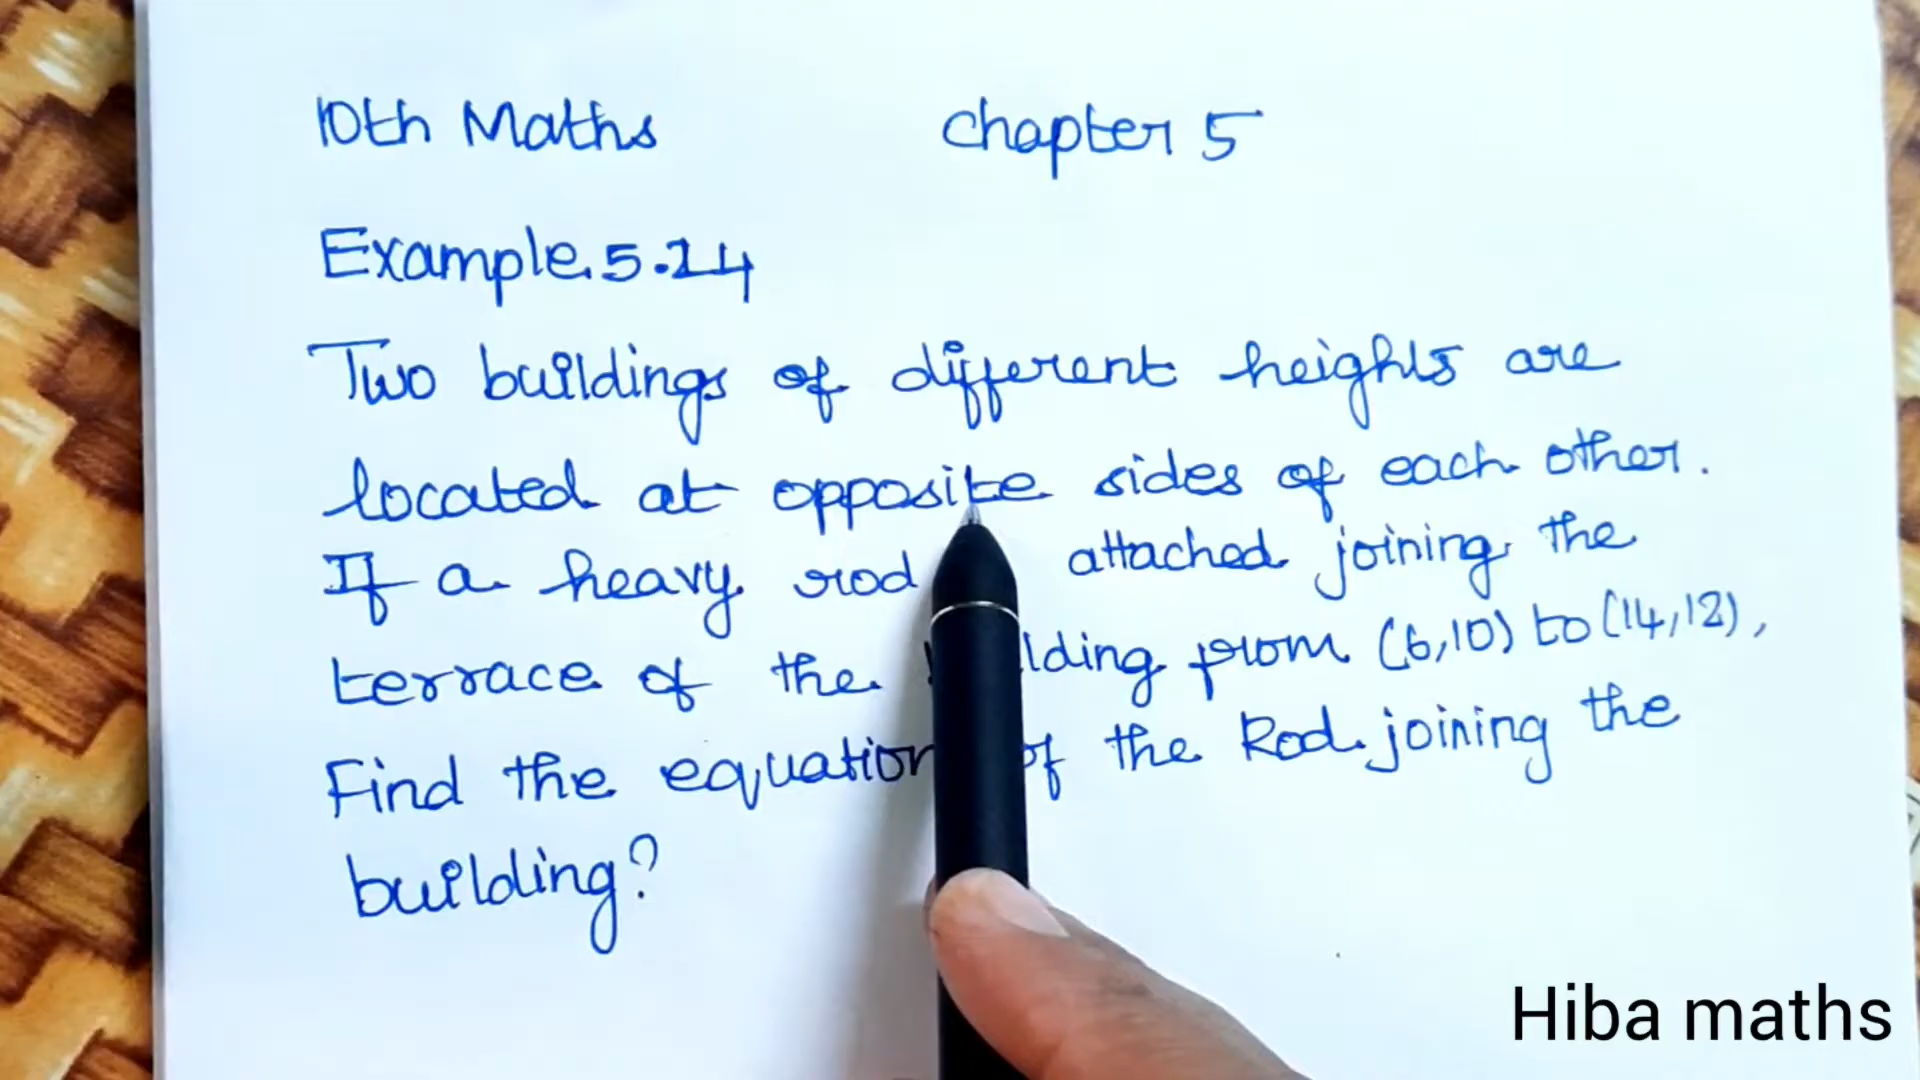 10th Maths chapter 5
Example.5.24
Two buildings of different heights are
located at opposite sides of each other.
If a heavy rod attached joining the
terrace of the lding from (6,10) to (14,12),
Find the equation of the Rod joining the
building?
Hiba maths